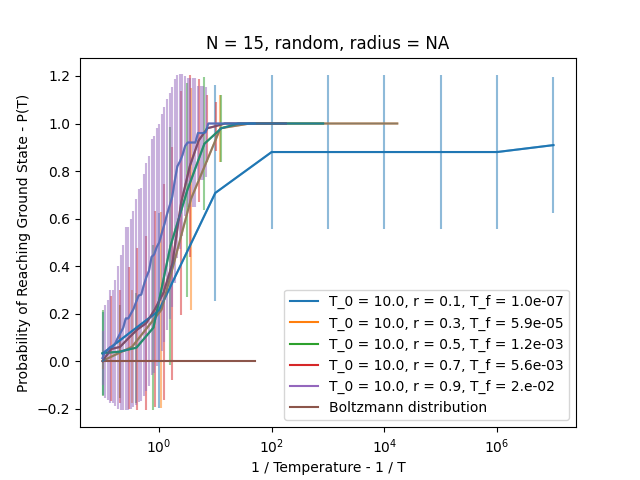 N = 15, random, radius = NA
Probability of Reaching Ground State - P(T)
1.2
1.0
0.8
0.6
0.4
0.2
0.0
−0.2
T_0 = 10.0, r = 0.1, T_f = 1.0e-07
T_0 = 10.0, r = 0.3, T_f = 5.9e-05
T_0 = 10.0, r = 0.5, T_f = 1.2e-03
T_0 = 10.0, r = 0.7, T_f = 5.6e-03
T_0 = 10.0, r = 0.9, T_f = 2.e-02
Boltzmann distribution
10⁰ 10² 10⁴ 10⁶
1 / Temperature - 1 / T